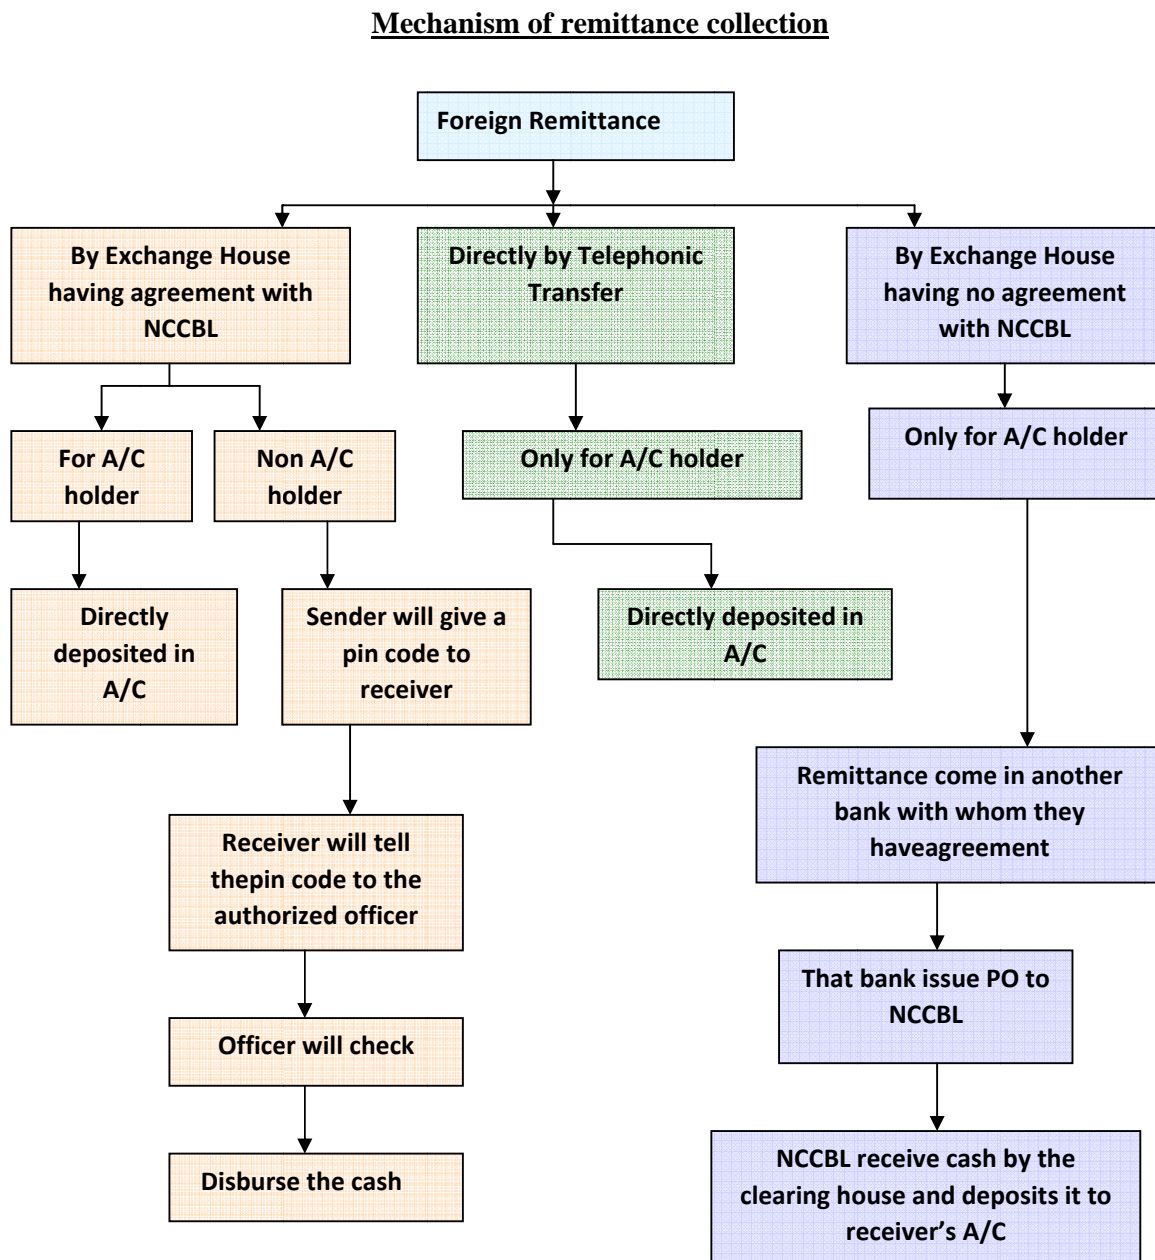 Mechanism of remittance collection
Foreign Remittance
By Exchange House
having agreement with
NCCBL
Directly by Telephonic
Transfer
By Exchange House
having no agreement
with NCCBL
For A/C
holder
Non A/C
holder
Only for A/C holder
Only for A/C holder
Directly
deposited in
A/C
Sender will give a
pin code to
receiver
Directly deposited in
A/C
Remittance come in another
bank with whom they
haveagreement
Receiver will tell
thepin code to the
authorized officer
That bank issue PO to
NCCBL
Officer will check
NCCBL receive cash by the
clearing house and deposits it to
receiver’s A/C
Disburse the cash